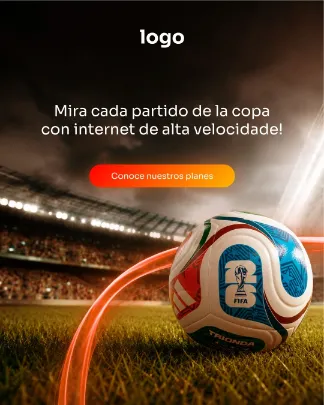 logo
Mira cada partido de la copa
con internet de alta velocidade!
Conoce nuestros planes
FIFA
TRIONDA